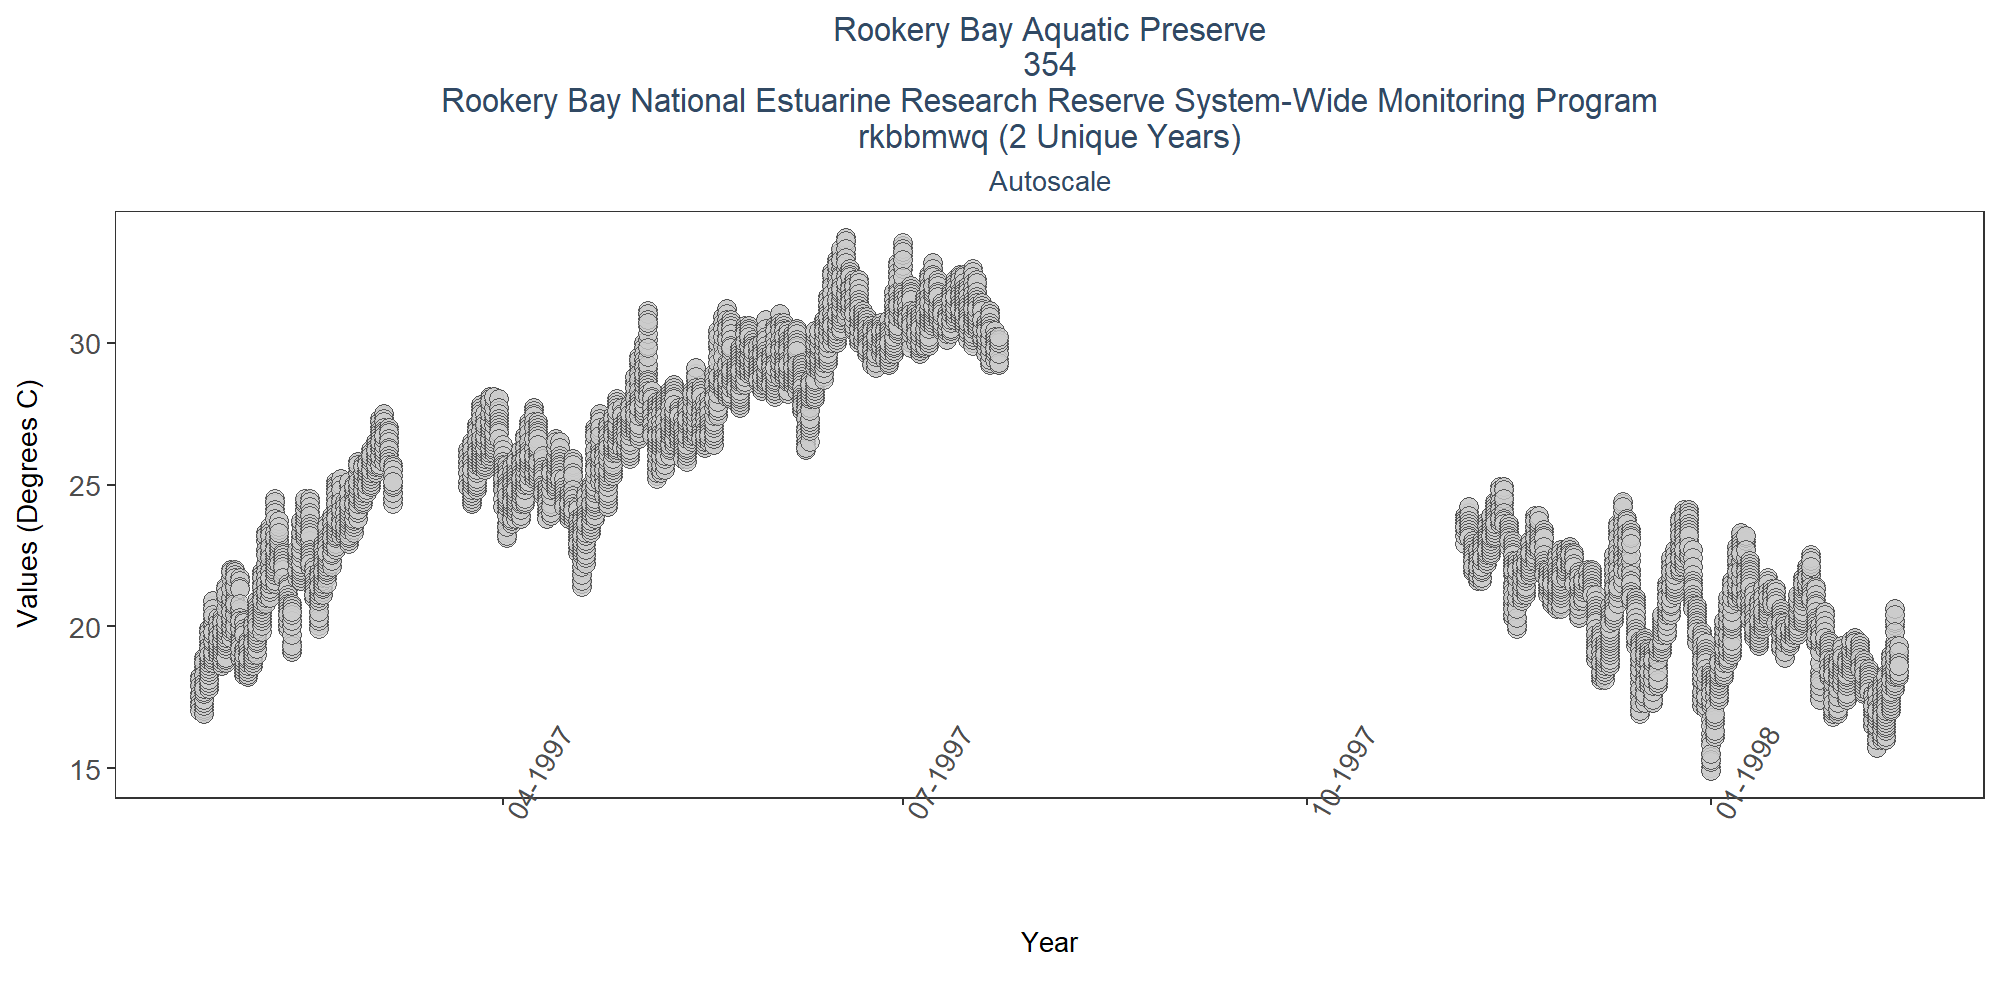 Rookery Bay Aquatic Preserve
354
Rookery Bay National Estuarine Research Reserve System-Wide Monitoring Program
rkbbmwq (2 Unique Years)
Autoscale
Values (Degrees C)
30
25
20
15
04-1997
07-1997
10-1997
01-1998
Year